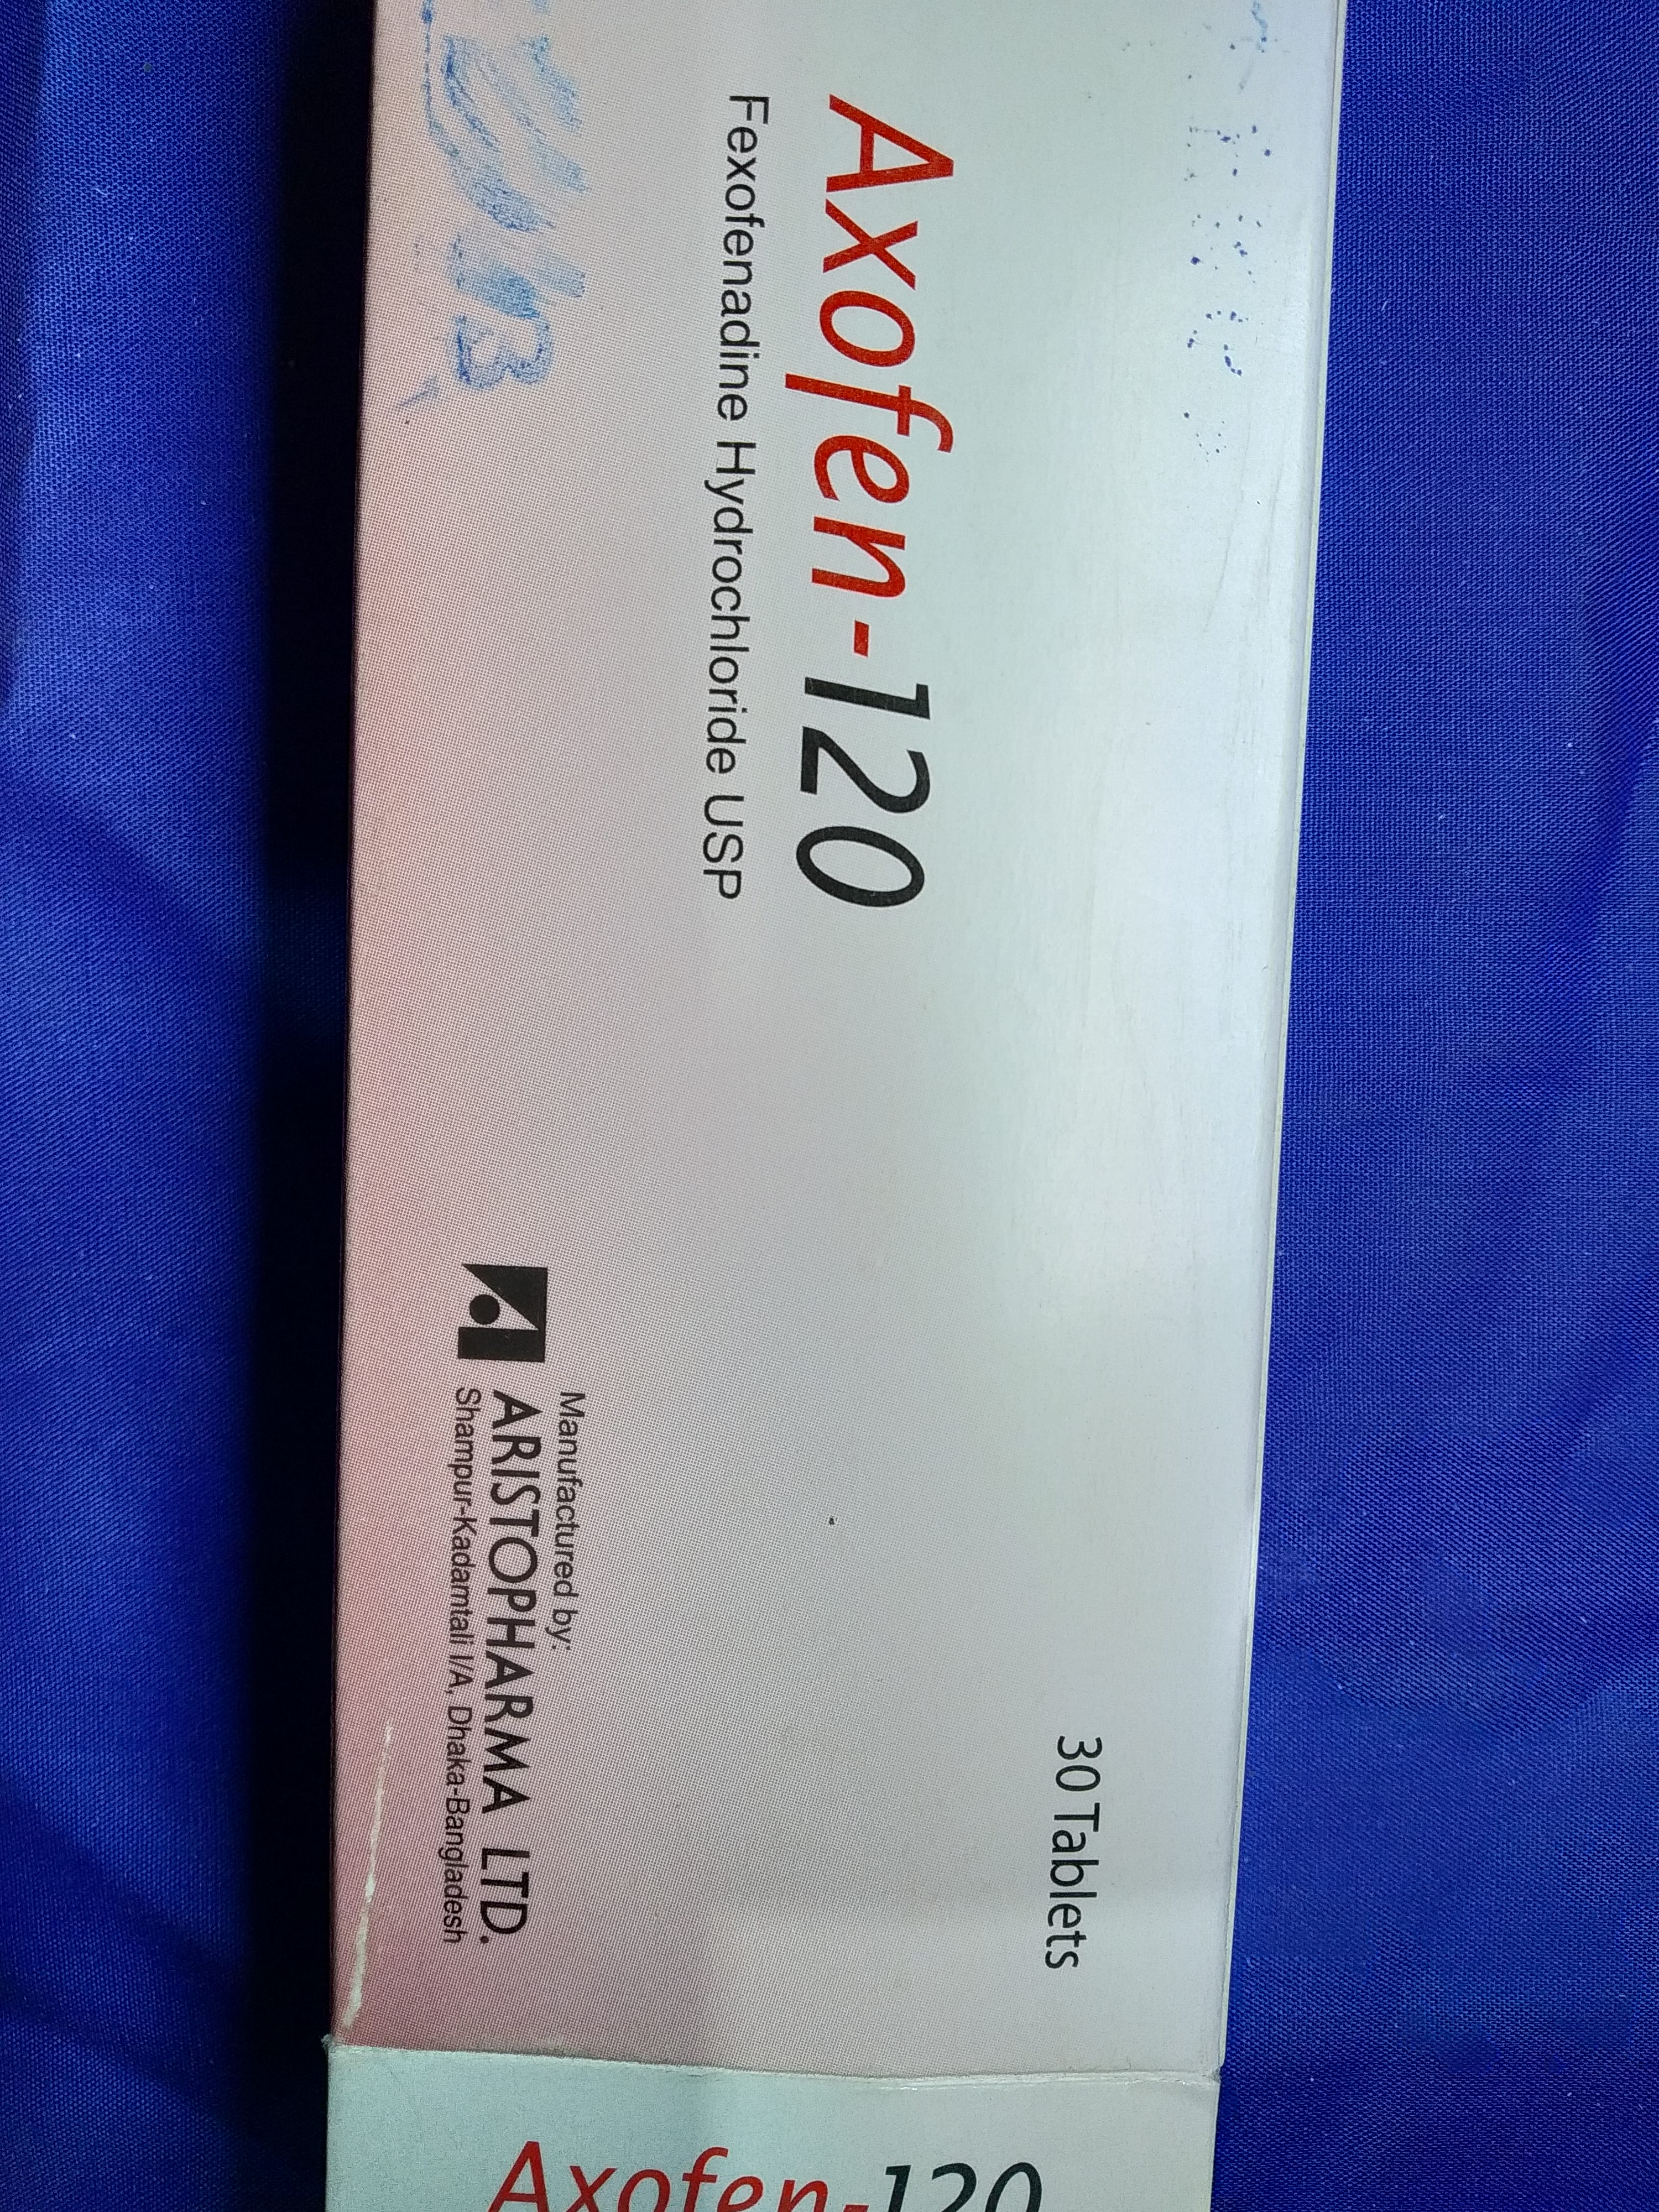 30 Tablets
Axofen-120
Fexofenadine Hydrochloride USP
Manufactured by:
ARISTOPHARMA LTD.
Shampur-Kadamtali I/A, Dhaka-Bangladesh
Axofen-120